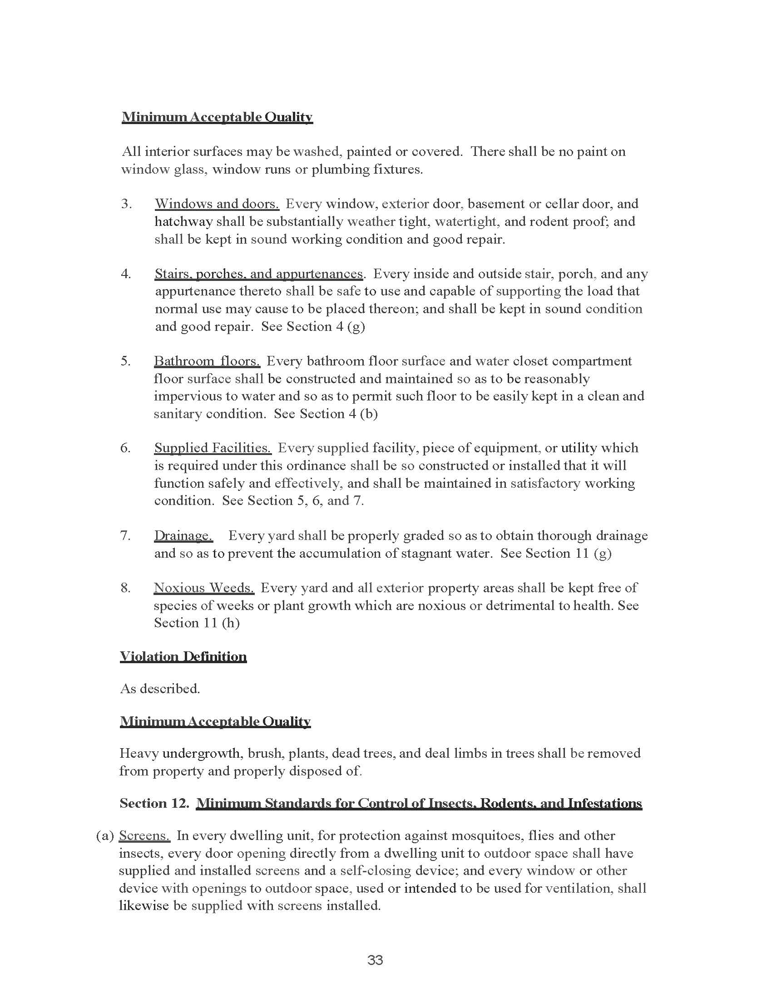 Minimum Acceptable Quality
All interior surfaces may be washed, painted or covered. There shall be no paint on
window glass, window runs or plumbing fixtures.
3. Windows and doors. Every window, exterior door, basement or cellar door, and
hatchway shall be substantially weather tight, watertight, and rodent proof; and
shall be kept in sound working condition and good repair.
4. Stairs, porches, and appurtenances. Every inside and outside stair, porch, and any
appurtenance thereto shall be safe to use and capable of supporting the load that
normal use may cause to be placed thereon; and shall be kept in sound condition
and good repair. See Section 4 (g)
5. Bathroom floors. Every bathroom floor surface and water closet compartment
floor surface shall be constructed and maintained so as to be reasonably
impervious to water and so as to permit such floor to be easily kept in a clean and
sanitary condition. See Section 4 (b)
6. Supplied Facilities. Every supplied facility, piece of equipment, or utility which
is required under this ordinance shall be so constructed or installed that it will
function safely and effectively, and shall be maintained in satisfactory working
condition. See Section 5, 6, and 7.
7. Drainage. Every yard shall be properly graded so as to obtain thorough drainage
and so as to prevent the accumulation of stagnant water. See Section 11 (g)
8. Noxious Weeds. Every yard and all exterior property areas shall be kept free of
species of weeks or plant growth which are noxious or detrimental to health. See
Section 11 (h)
Violation Definition
As described.
Minimum Acceptable Quality
Heavy undergrowth, brush, plants, dead trees, and deal limbs in trees shall be removed
from property and properly disposed of.
Section 12. Minimum Standards for Control of Insects, Rodents, and Infestations
(a) Screens. In every dwelling unit, for protection against mosquitoes, flies and other
insects, every door opening directly from a dwelling unit to outdoor space shall have
supplied and installed screens and a self-closing device; and every window or other
device with openings to outdoor space, used or intended to be used for ventilation, shall
likewise be supplied with screens installed.
33